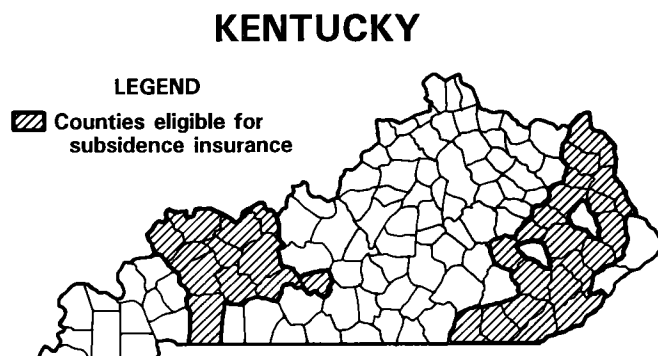 KENTUCKY
LEGEND
Counties eligible for
subsidence insurance